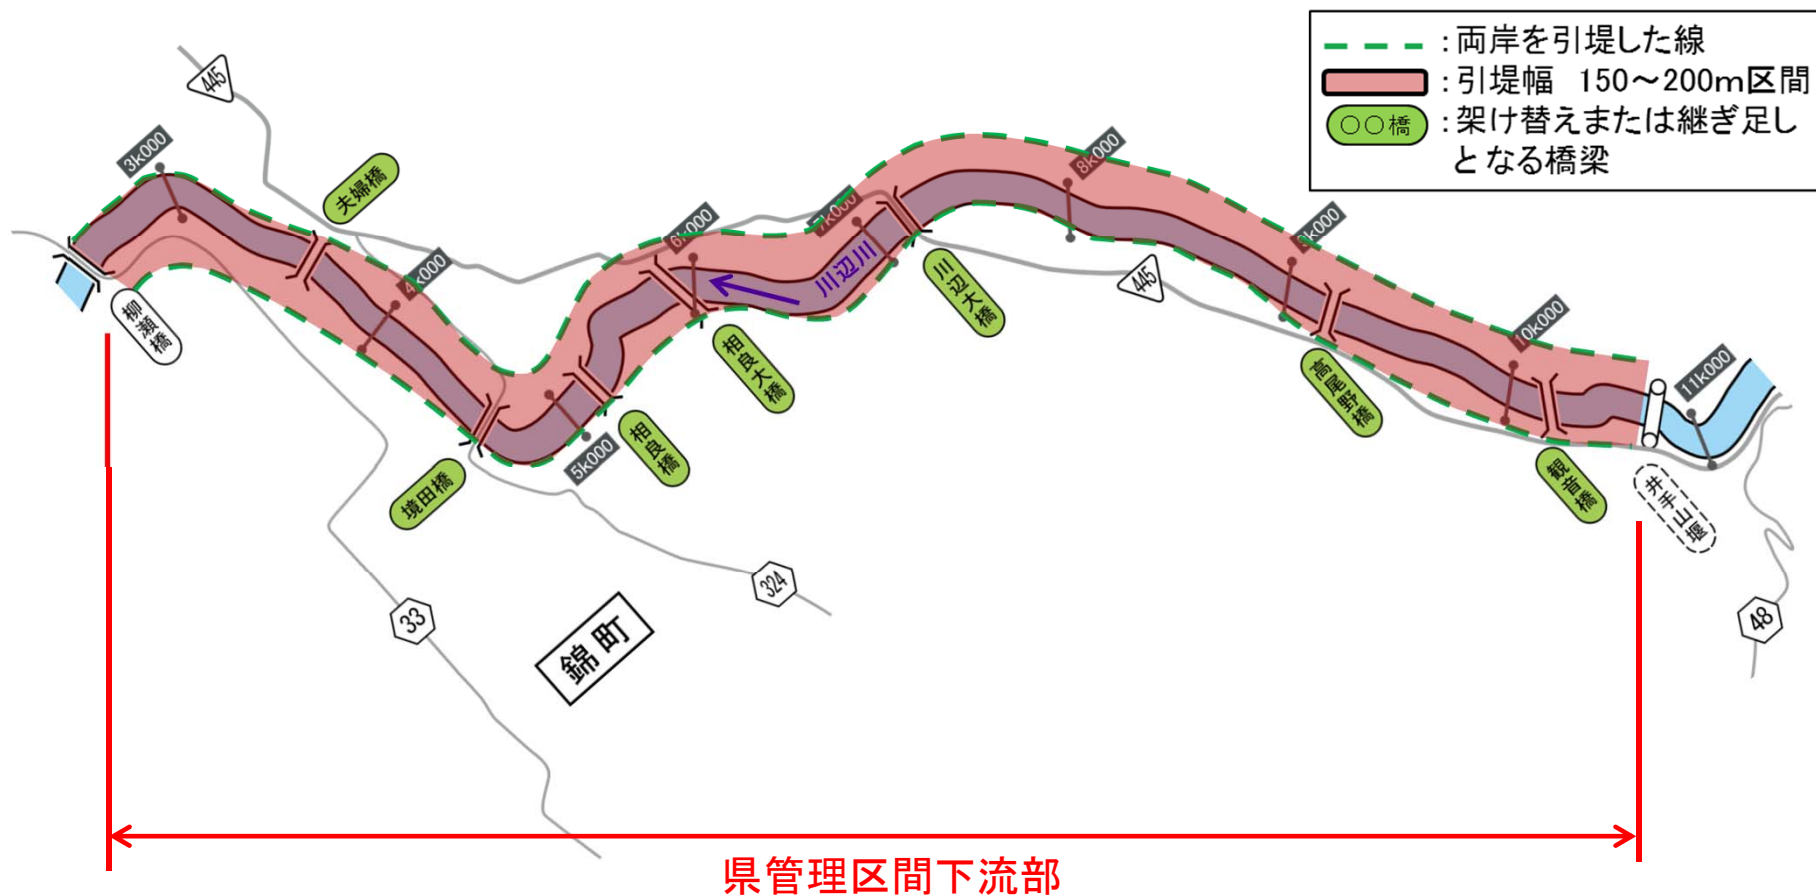 ：両岸を引堤した線
：引堤幅　150～200m区間
○○橋
：架け替えまたは継ぎ足し
となる橋梁
445
3k000
夫婦橋
4k000
6k000
7k000
8k000
9k000
10k000
11k000
川辺川
柳瀬橋
相良大橋
川辺大橋
445
高尾野橋
観音橋
井手山堰
境田橋
相良橋
5k000
33
324
48
錦町
県管理区間下流部